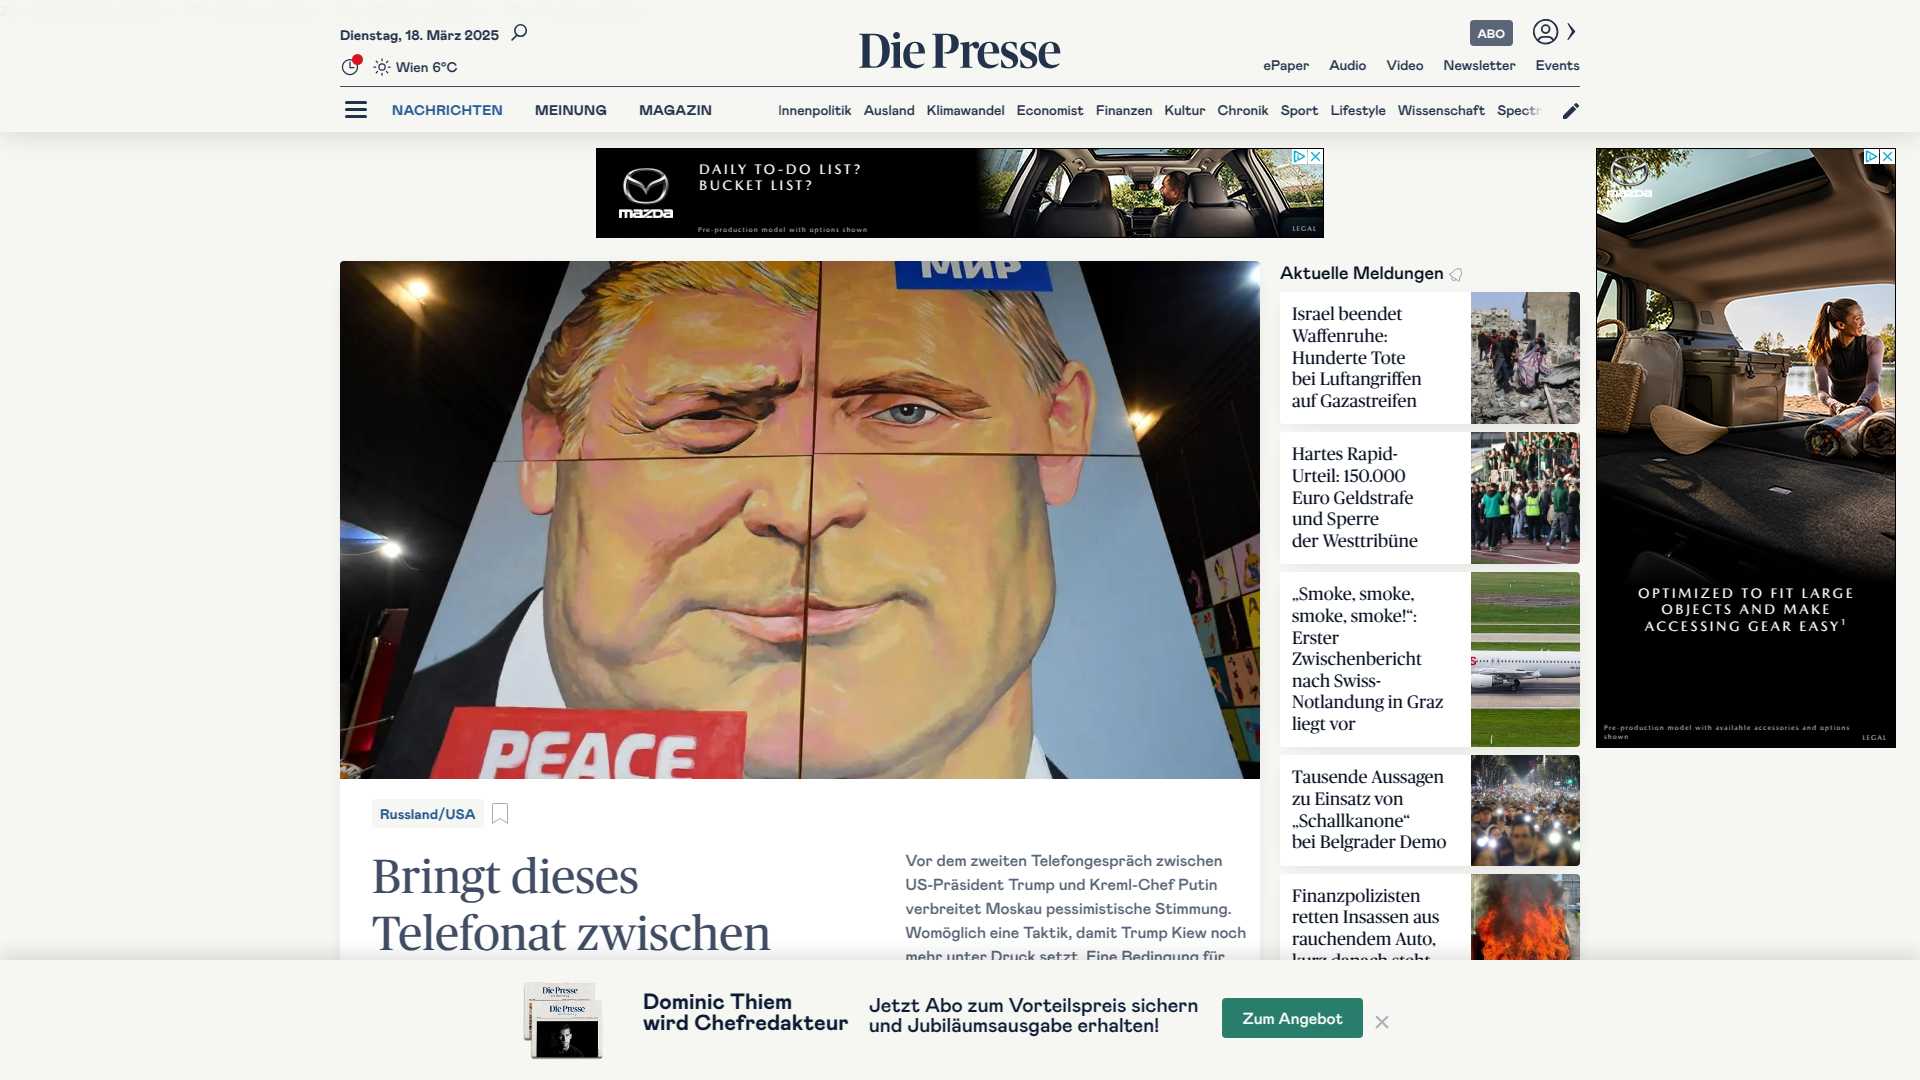 Dienstag, 18. März 2025
Wien 6°C
Die Presse
ABO
ePaper Audio Video Newsletter Events
NACHRICHTEN MEINUNG MAGAZIN
Innenpolitik Ausland Klimawandel Economist Finanzen Kultur Chronik Sport Lifestyle Wissenschaft Spectr
mazda
DAILY TO-DO LIST?
BUCKET LIST?
Pre-production model with options shown
LEGAL
МИР
PEACE
Russland/USA
Bringt dieses
Telefonat zwischen
Vor dem zweiten Telefongespräch zwischen
US-Präsident Trump und Kreml-Chef Putin
verbreitet Moskau pessimistische Stimmung.
Womöglich eine Taktik, damit Trump Kiew noch
mehr unter Druck setzt. Eine Bedingung für
Aktuelle Meldungen
Israel beendet
Waffenruhe:
Hunderte Tote
bei Luftangriffen
auf Gazastreifen
Hartes Rapid-
Urteil: 150.000
Euro Geldstrafe
und Sperre
der Westtribüne
„Smoke, smoke,
smoke, smoke!“:
Erster
Zwischenbericht
nach Swiss-
Notlandung in Graz
liegt vor
Tausende Aussagen
zu Einsatz von
„Schallkanone“
bei Belgrader Demo
Finanzpolizisten
retten Insassen aus
rauchendem Auto,
kurz danach steht
mazda
OPTIMIZED TO FIT LARGE
OBJECTS AND MAKE
ACCESSING GEAR EASY¹
Pre-production model with available accessories and options
shown
LEGAL
Die Presse
Die Presse
Dominic Thiem
wird Chefredakteur
Jetzt Abo zum Vorteilspreis sichern
und Jubiläumsausgabe erhalten!
Zum Angebot